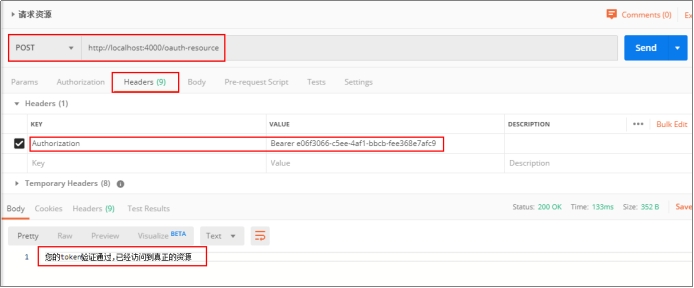 请求资源
Comments (0)
POST
http://localhost:4000/oauth-resource
Send
Params Authorization Headers (9) Body Pre-request Script Tests Settings
Headers (1)
KEY VALUE DESCRIPTION
Bulk Edit
Authorization Bearer e06f3066-c5ee-4af1-bbcb-fee368e7afc9
Key Value Description
Temporary Headers (8)
Body Cookies Headers (9) Test Results Status: 200 OK Time: 133ms Size: 352 B Save
Pretty Raw Preview Visualize BETA Text
1 您的token验证通过,已经访问到真正的资源